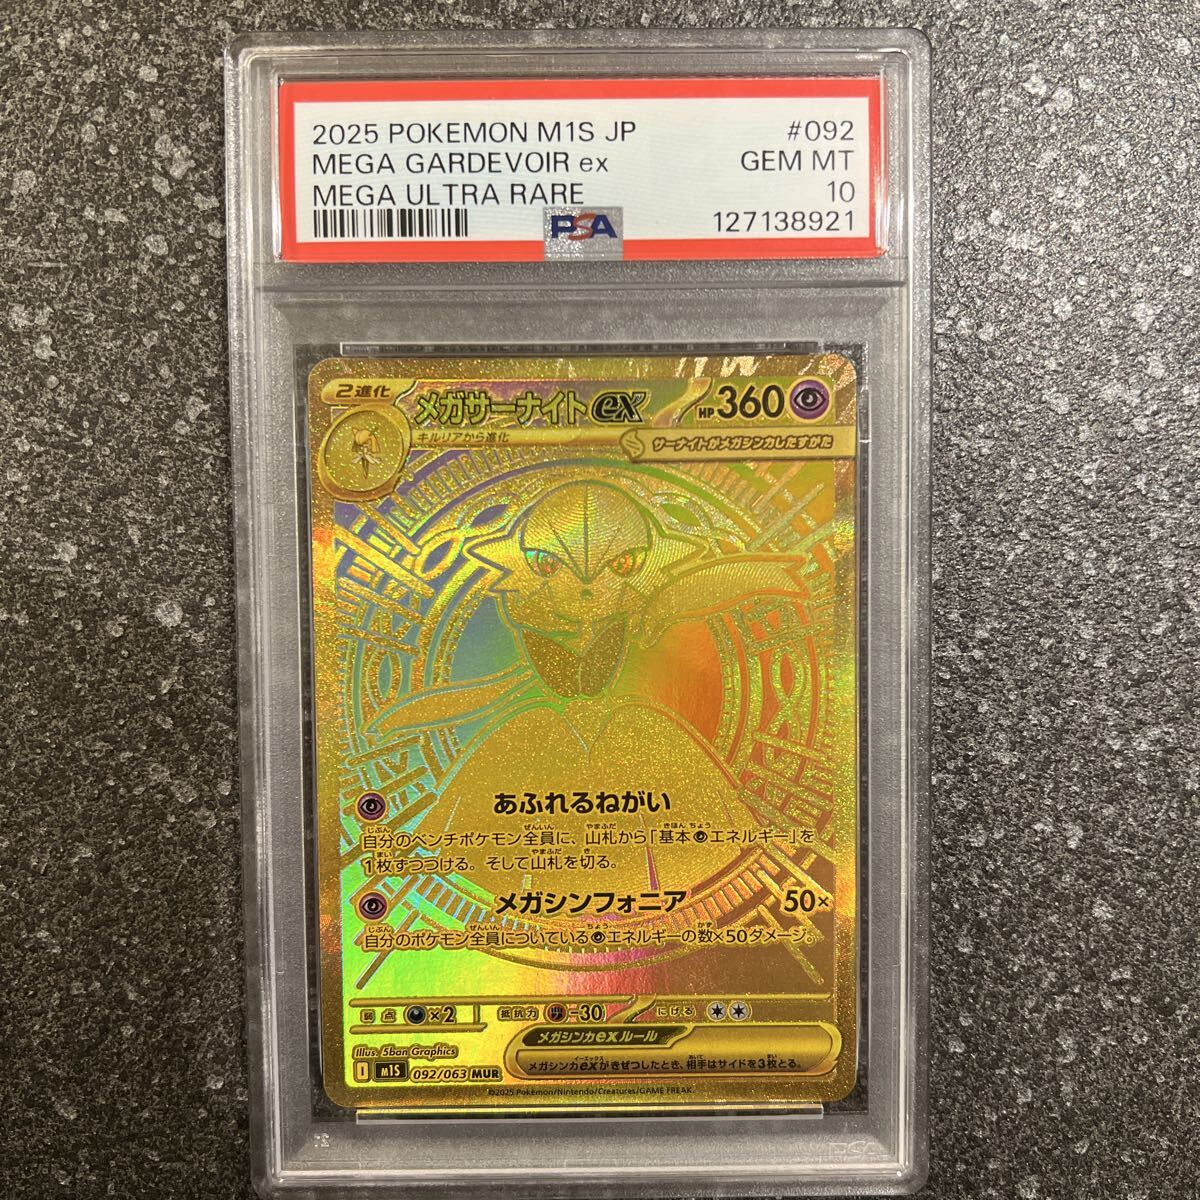 2025 POKEMON M1S JP #092
MEGA GARDEVOIR ex GEM MT
MEGA ULTRA RARE 10
PSA 127138921
2進化 メガサーナイトex HP360
キルリアから進化 サーナイトがメガシンカしたすがた
あふれるねがい
自分のベンチポケモン全員に、山札から「基本エネルギー」を
1枚ずつつける。そして山札を切る。
メガシンフォニア 50×
自分のポケモン全員についているエネルギーの数×50ダメージ。
弱点 ×2 抵抗力 -30 にげる
メガシンカexルール
メガシンカexがきぜつしたとき、相手はサイドを3枚とる。
Illus. 5ban Graphics
I m1S 092/063 MUR
©2025 Pokémon/Nintendo/Creatures/GAME FREAK.